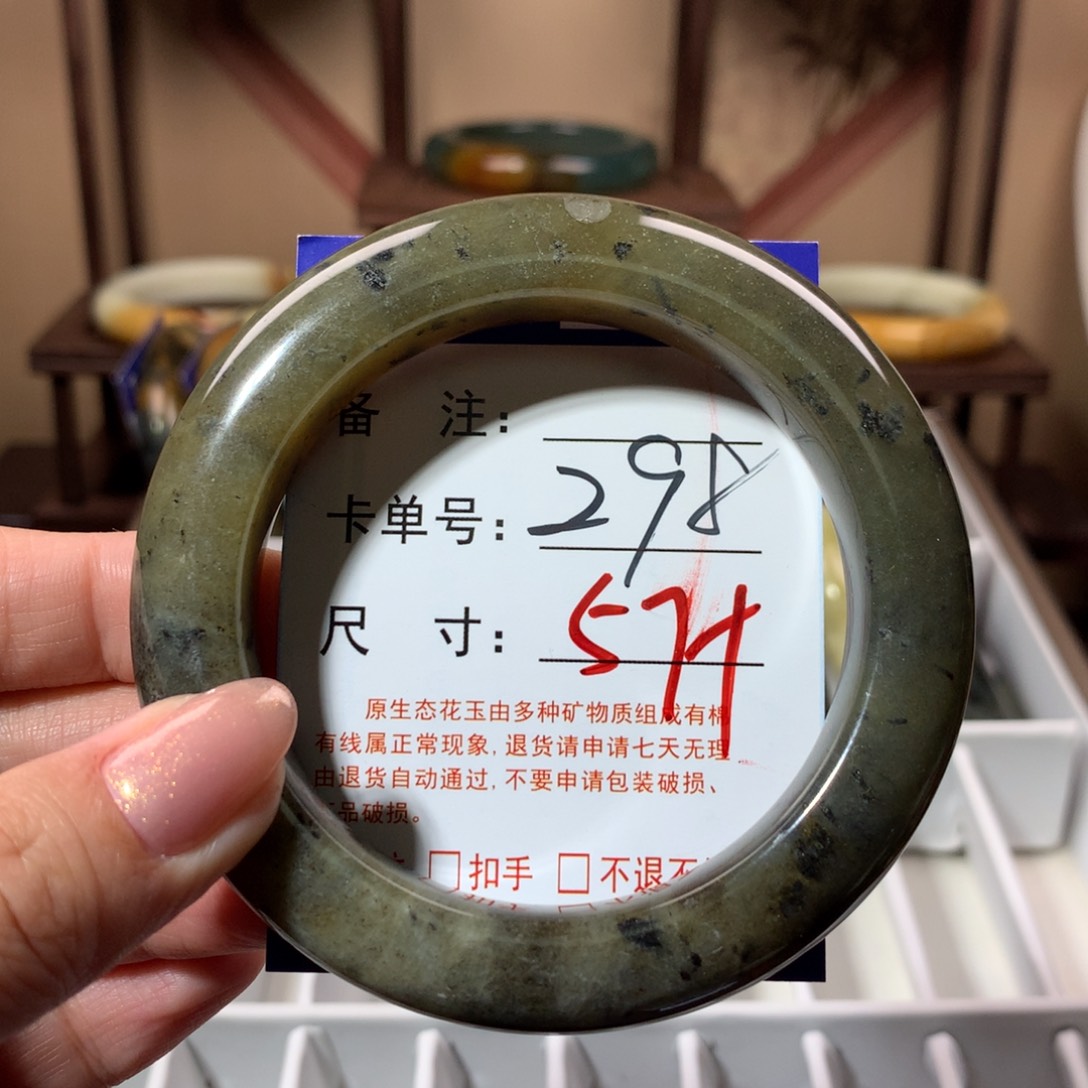 备 注:
卡单号: 298
尺 寸: 57
原生态花玉由多种矿物质组成有棉
有线属正常现象,退货请申请七天无理
由退货自动通过,不要申请包装破损、
品破损。
□扣手 □不退不